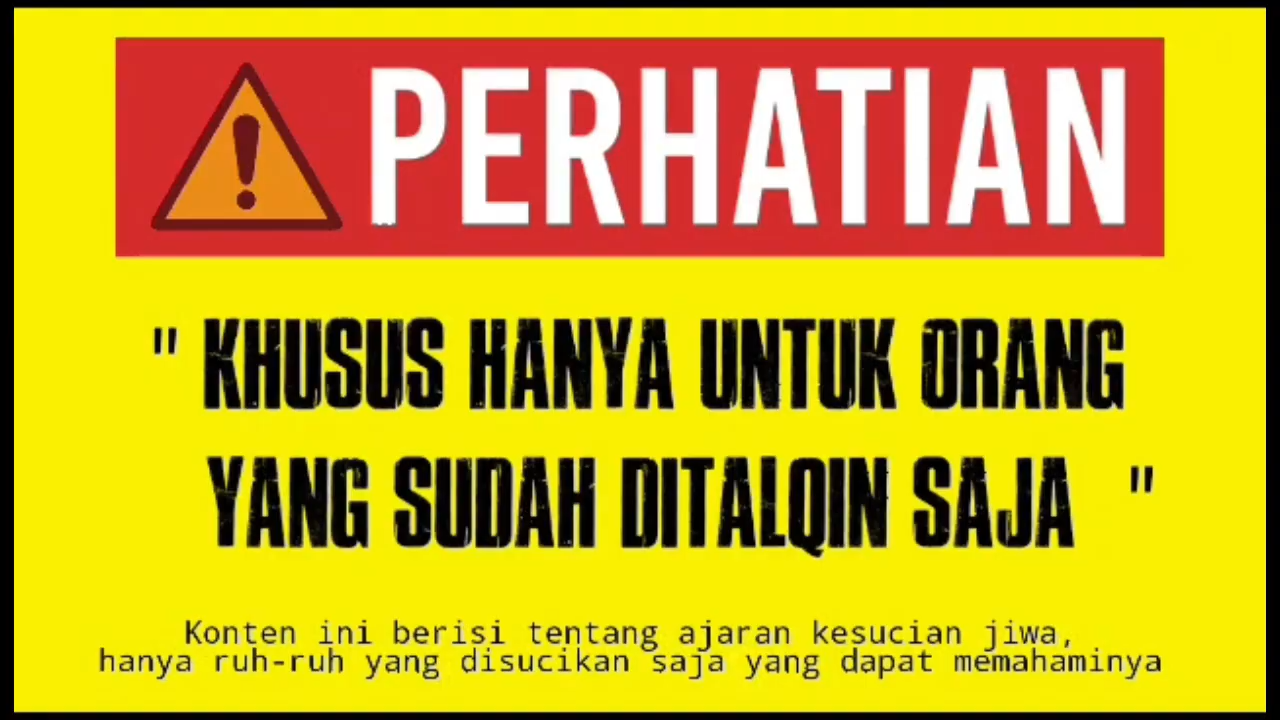 PERHATIAN
" KHUSUS HANYA UNTUK ORANG
YANG SUDAH DITALQIN SAJA "
Konten ini berisi tentang ajaran kesucian jiwa,
hanya ruh-ruh yang disucikan saja yang dapat memahaminya